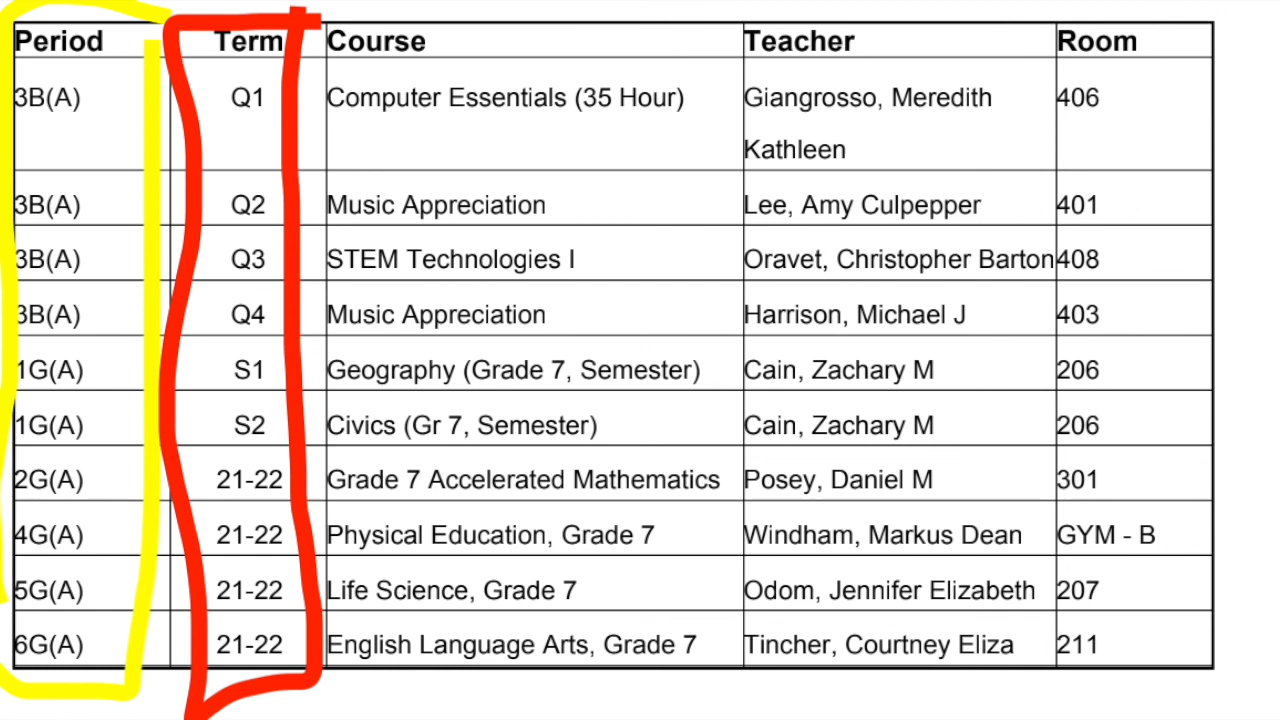 Period Term Course Teacher Room
3B(A) Q1 Computer Essentials (35 Hour) Giangrosso, Meredith 406
Kathleen
3B(A) Q2 Music Appreciation Lee, Amy Culpepper 401
3B(A) Q3 STEM Technologies I Oravet, Christopher Barton 408
3B(A) Q4 Music Appreciation Harrison, Michael J 403
1G(A) S1 Geography (Grade 7, Semester) Cain, Zachary M 206
1G(A) S2 Civics (Gr 7, Semester) Cain, Zachary M 206
2G(A) 21-22 Grade 7 Accelerated Mathematics Posey, Daniel M 301
4G(A) 21-22 Physical Education, Grade 7 Windham, Markus Dean GYM - B
5G(A) 21-22 Life Science, Grade 7 Odom, Jennifer Elizabeth 207
6G(A) 21-22 English Language Arts, Grade 7 Tincher, Courtney Eliza 211